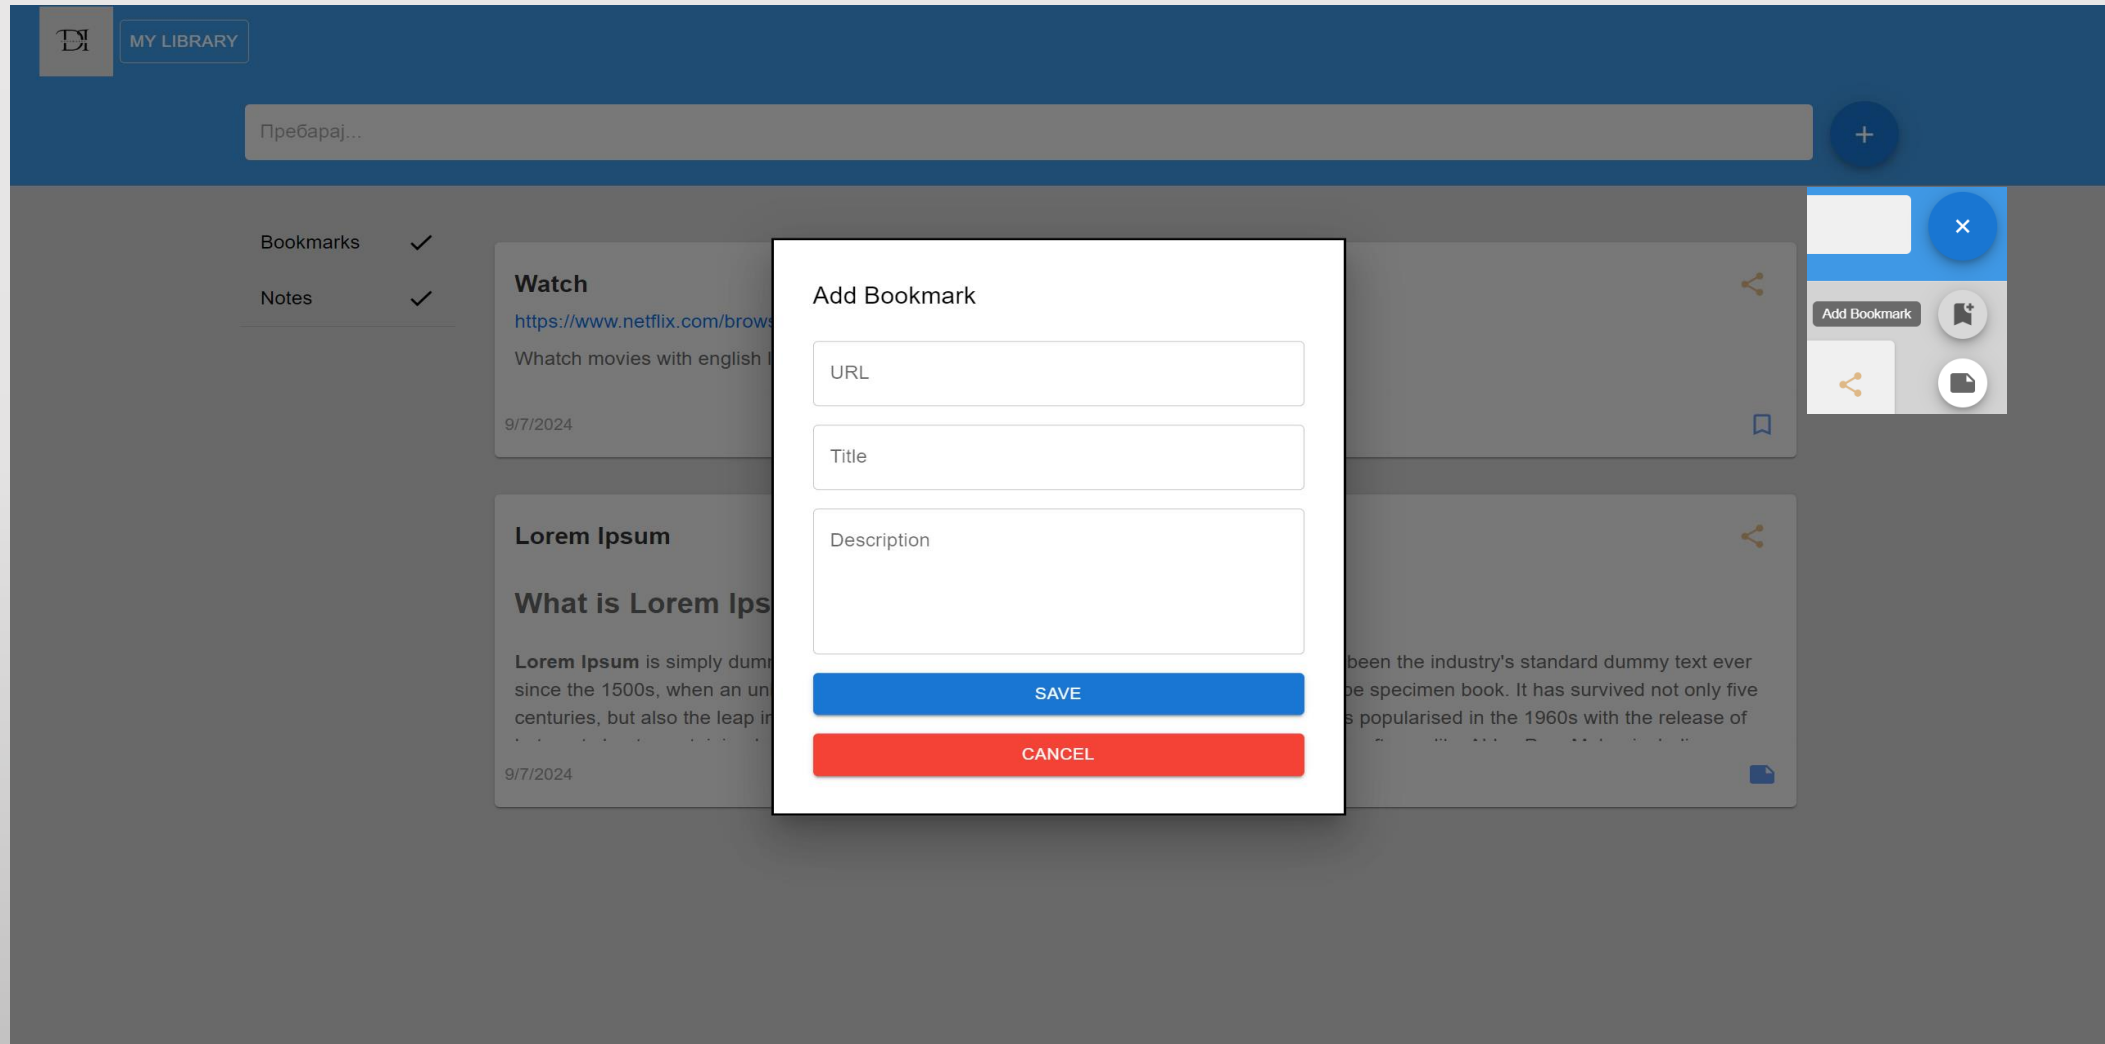 DI
MY LIBRARY
Пребарај...
Bookmarks
Notes
Watch
https://www.netflix.com/brows
Whatch movies with english
9/7/2024
Add Bookmark
Lorem Ipsum
What is Lorem Ips
Lorem Ipsum is simply dum
since the 1500s, when an un
centuries, but also the leap
9/7/2024
been the industry's standard dummy text ever
specimen book. It has survived not only five
popularised in the 1960s with the release of
Add Bookmark
URL
Title
Description
SAVE
CANCEL